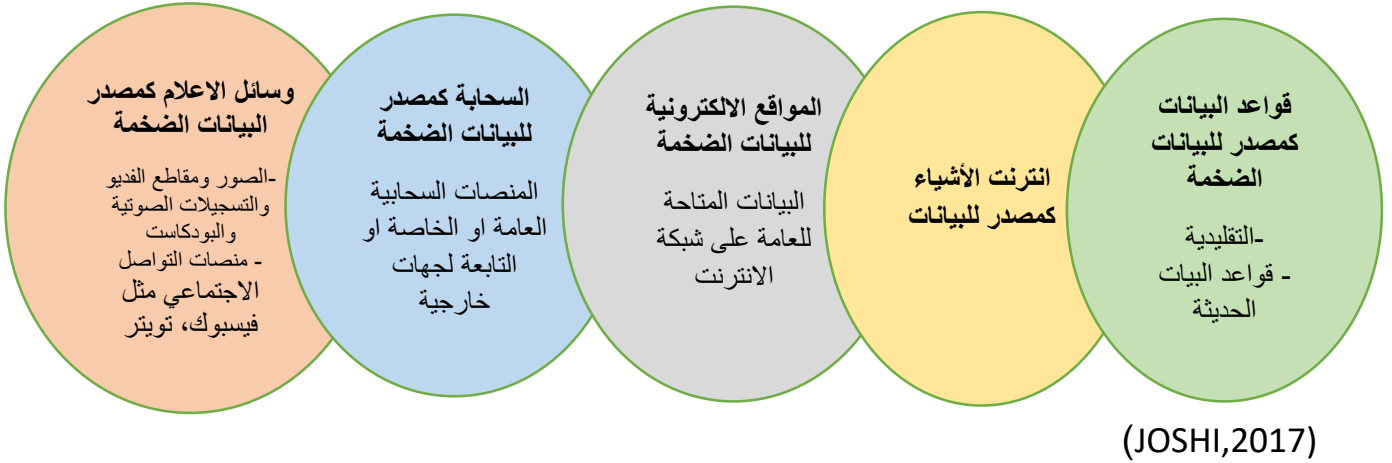 وسائل الاعلام كمصدر
البيانات الضخمة
-الصور ومقاطع الفديو
والتسجيلات الصوتية
والبودكاست
- منصات التواصل
الاجتماعي مثل
فيسبوك، تويتر
السحابة كمصدر
للبيانات الضخمة
المنصات السحابية
العامة او الخاصة او
التابعة لجهات
خارجية
المواقع الالكترونية
للبيانات الضخمة
البيانات المتاحة
للعامة على شبكة
الانترنت
انترنت الأشياء
كمصدر للبيانات
قواعد البيانات
كمصدر للبيانات
الضخمة
-التقليدية
- قواعد البيات
الحديثة
(JOSHI,2017)